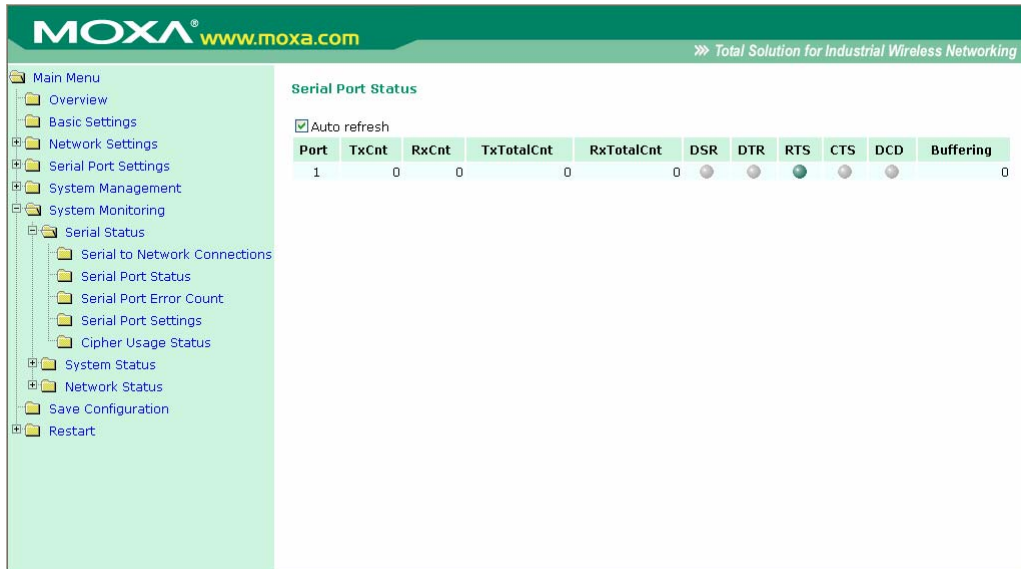 MOXA® www.moxa.com
Total Solution for Industrial Wireless Networking
Main Menu
Overview
Basic Settings
Network Settings
Serial Port Settings
System Management
System Monitoring
Serial Status
Serial to Network Connections
Serial Port Status
Serial Port Error Count
Serial Port Settings
Cipher Usage Status
System Status
Network Status
Save Configuration
Restart
Serial Port Status
Auto refresh
Port TxCnt RxCnt TxTotalCnt RxTotalCnt DSR DTR RTS CTS DCD Buffering
1 0 0 0 0 0